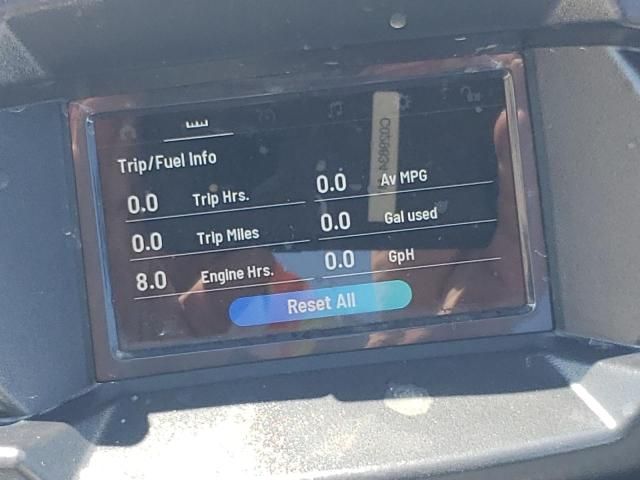 Trip/Fuel Info
0.0 Trip Hrs. 0.0 Av MPG
0.0 Trip Miles 0.0 Gal used
8.0 Engine Hrs. 0.0 GpH
Reset All